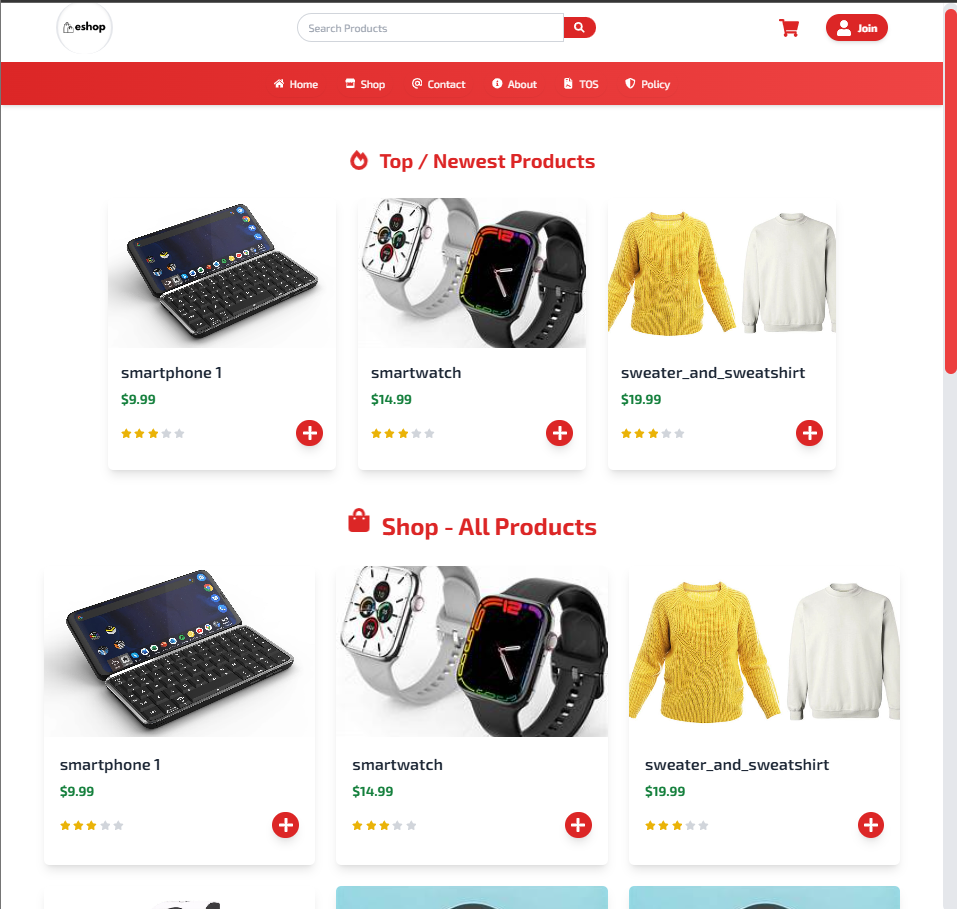 eshop
Search Products
Join
Home Shop Contact About TOS Policy
Top / Newest Products
smartphone 1
$9.99
smartwatch
$14.99
sweater_and_sweatshirt
$19.99
Shop - All Products
smartphone 1
$9.99
smartwatch
$14.99
sweater_and_sweatshirt
$19.99